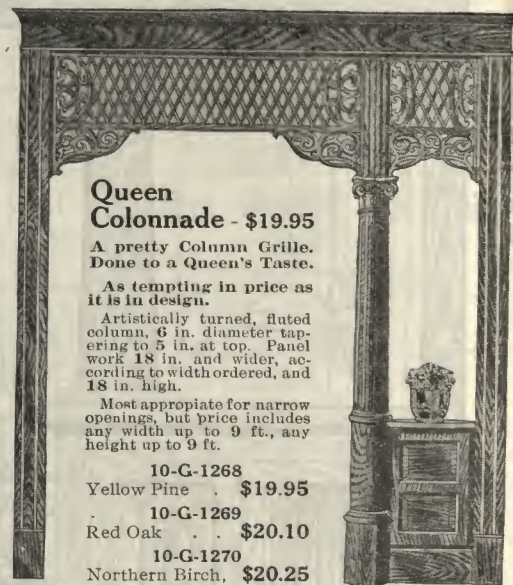 Queen
Colonnade - $19.95
A pretty Column Grille.
Done to a Queen's Taste.
As tempting in price as
it is in design.
Artistically turned, fluted
column, 6 in. diameter tap-
ering to 5 in. at top. Panel
work 18 in. and wider, ac-
cording to width ordered, and
18 in. high.
Most appropiate for narrow
openings, but price includes
any width up to 9 ft., any
height up to 9 ft.
10-G-1268
Yellow Pine . $19.95
10-G-1269
Red Oak . . $20.10
10-G-1270
Northern Birch, $20.25